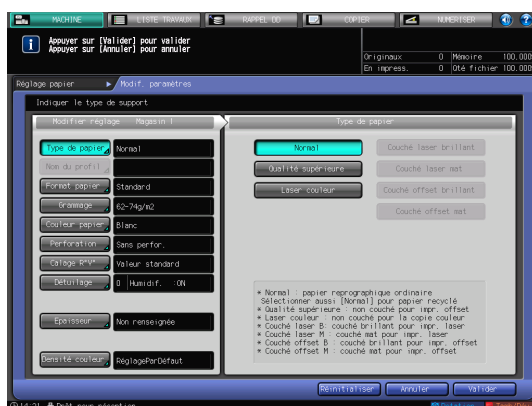 MACHINE LISTE TRAVAUX RAPPEL DD COPIER NUMERISER
Appuyer sur [Valider] pour valider
Appuyer sur [Annuler] pour annuler
Originaux 0 Mémoire 100.000
En impress. 0 Qté fichier 100.000
Réglage papier Modif. paramètres
Indiquer le type de support
Modifier réglage Magasin 1
Type de papier
Type de papier Normal
Nom du profil
Format papier Standard
Grammage 62-74g/m2
Couleur papier Blanc
Perforation Sans perfor.
Calage R°V° Valeur standard
Détuilage 0 Humidif. :ON
Epaisseur Non renseignée
Densité couleur RéglageParDéfaut
Normal Couché laser brillant
Qualité supérieure Couché laser mat
Laser couleur Couché offset brillant
Couché offset mat
* Normal : papier reprographique ordinaire
Sélectionner aussi [Normal] pour papier recyclé
* Qualité supérieure : non couché pour impr. offset
* Laser couleur : non couché pour la copie couleur
* Couché laser B: couché brillant pour impr. laser
* Couché laser M : couché mat pour impr. laser
* Couché offset B : couché brillant pour impr. offset
* Couché offset M : couché mat pour impr. offset
Réinitialiser Annuler Valider